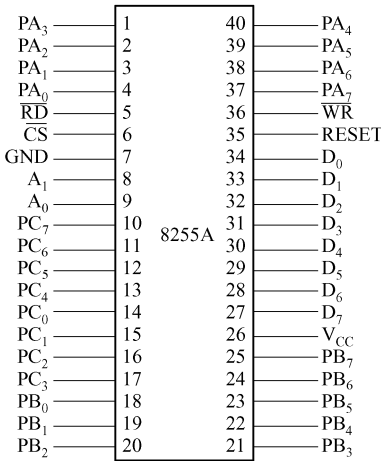 PA₃ 1 40 PA₄
PA₂ 2 39 PA₅
PA₁ 3 38 PA₆
PA₀ 4 37 PA₇
R̅D̅ 5 36 W̅R̅
C̅S̅ 6 35 RESET
GND 7 34 D₀
A₁ 8 33 D₁
A₀ 9 32 D₂
PC₇ 10 31 D₃
8255A
PC₆ 11 30 D₄
PC₅ 12 29 D₅
PC₄ 13 28 D₆
PC₀ 14 27 D₇
PC₁ 15 26 V_CC
PC₂ 16 25 PB₇
PC₃ 17 24 PB₆
PB₀ 18 23 PB₅
PB₁ 19 22 PB₄
PB₂ 20 21 PB₃